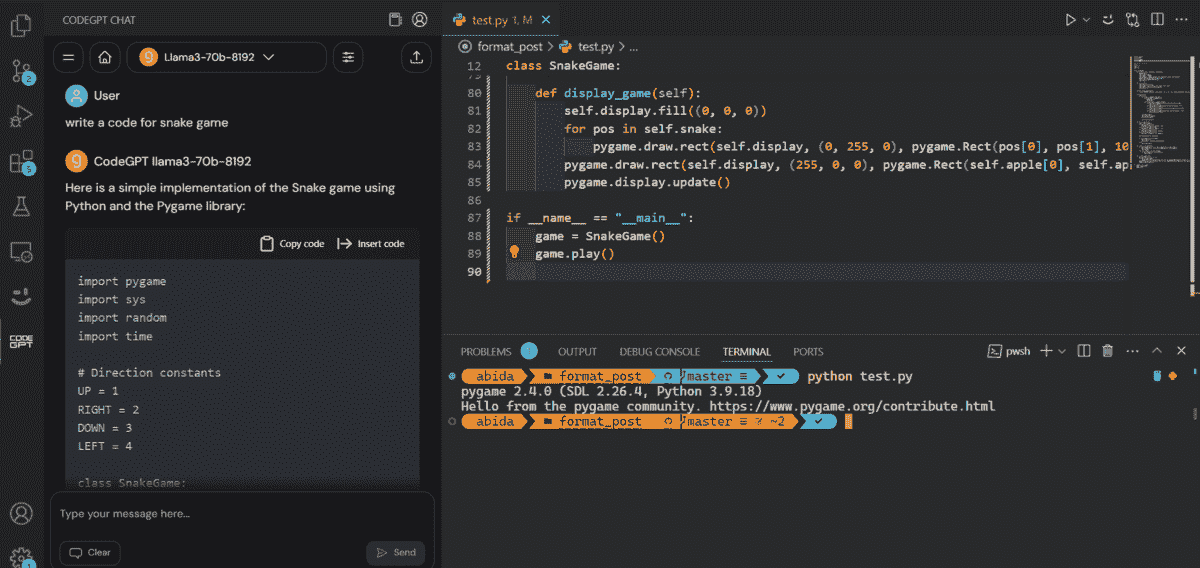 CODEGPT CHAT
Llama3-70b-8192
User
write a code for snake game
CodeGPT llama3-70b-8192
Here is a simple implementation of the Snake game using
Python and the Pygame library:
Copy code
Insert code
import pygame
import sys
import random
import time
# Direction constants
UP = 1
RIGHT = 2
DOWN = 3
LEFT = 4
class SnakeGame:
Type your message here...
Clear
Send
CODE
GPT
2
5
1
test.py 1, M
format_post > test.py > ...
12 class SnakeGame:
79
80 def display_game(self):
81 self.display.fill((0, 0, 0))
82 for pos in self.snake:
83 pygame.draw.rect(self.display, (0, 255, 0), pygame.Rect(pos[0], pos[1], 10
84 pygame.draw.rect(self.display, (255, 0, 0), pygame.Rect(self.apple[0], self.ap
85 pygame.display.update()
86
87 if __name__ == "__main__":
88 game = SnakeGame()
89 game.play()
90
PROBLEMS
OUTPUT
DEBUG CONSOLE
TERMINAL
PORTS
pwsh
abida format_post master python test.py
pygame 2.4.0 (SDL 2.26.4, Python 3.9.18)
Hello from the pygame community. https://www.pygame.org/contribute.html
abida format_post master ~2